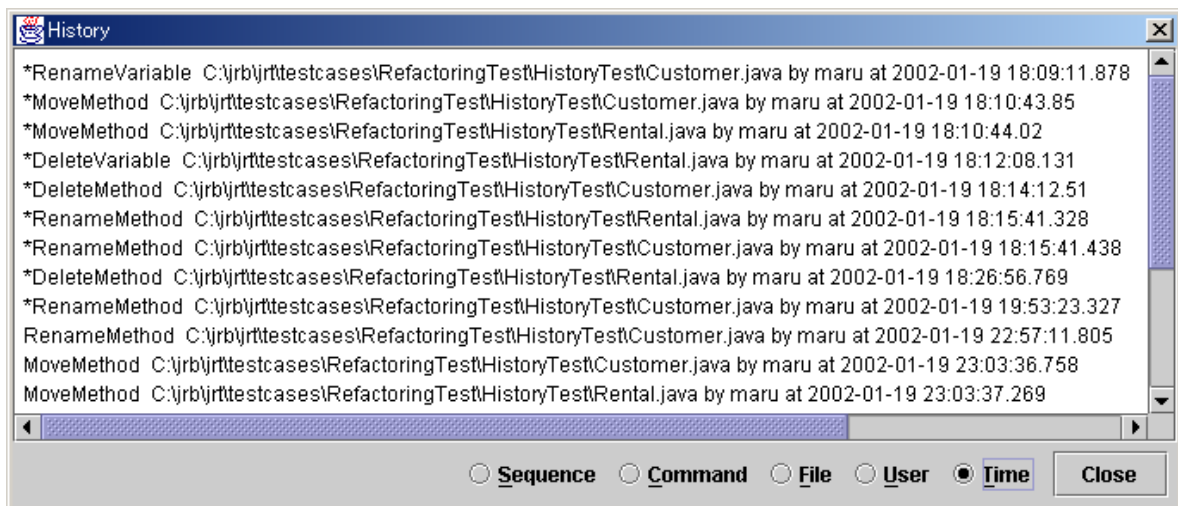 History
*RenameVariable C:\jrb\jrt\testcases\RefactoringTest\HistoryTest\Customer.java by maru at 2002-01-19 18:09:11.878
*MoveMethod C:\jrb\jrt\testcases\RefactoringTest\HistoryTest\Customer.java by maru at 2002-01-19 18:10:43.85
*MoveMethod C:\jrb\jrt\testcases\RefactoringTest\HistoryTest\Rental.java by maru at 2002-01-19 18:10:44.02
*DeleteVariable C:\jrb\jrt\testcases\RefactoringTest\HistoryTest\Rental.java by maru at 2002-01-19 18:12:08.131
*DeleteMethod C:\jrb\jrt\testcases\RefactoringTest\HistoryTest\Customer.java by maru at 2002-01-19 18:14:12.51
*RenameMethod C:\jrb\jrt\testcases\RefactoringTest\HistoryTest\Rental.java by maru at 2002-01-19 18:15:41.328
*RenameMethod C:\jrb\jrt\testcases\RefactoringTest\HistoryTest\Customer.java by maru at 2002-01-19 18:15:41.438
*DeleteMethod C:\jrb\jrt\testcases\RefactoringTest\HistoryTest\Rental.java by maru at 2002-01-19 18:26:56.769
*RenameMethod C:\jrb\jrt\testcases\RefactoringTest\HistoryTest\Customer.java by maru at 2002-01-19 19:53:23.327
RenameMethod C:\jrb\jrt\testcases\RefactoringTest\HistoryTest\Customer.java by maru at 2002-01-19 22:57:11.805
MoveMethod C:\jrb\jrt\testcases\RefactoringTest\HistoryTest\Customer.java by maru at 2002-01-19 23:03:36.758
MoveMethod C:\jrb\jrt\testcases\RefactoringTest\HistoryTest\Rental.java by maru at 2002-01-19 23:03:37.269
Sequence Command File User Time Close